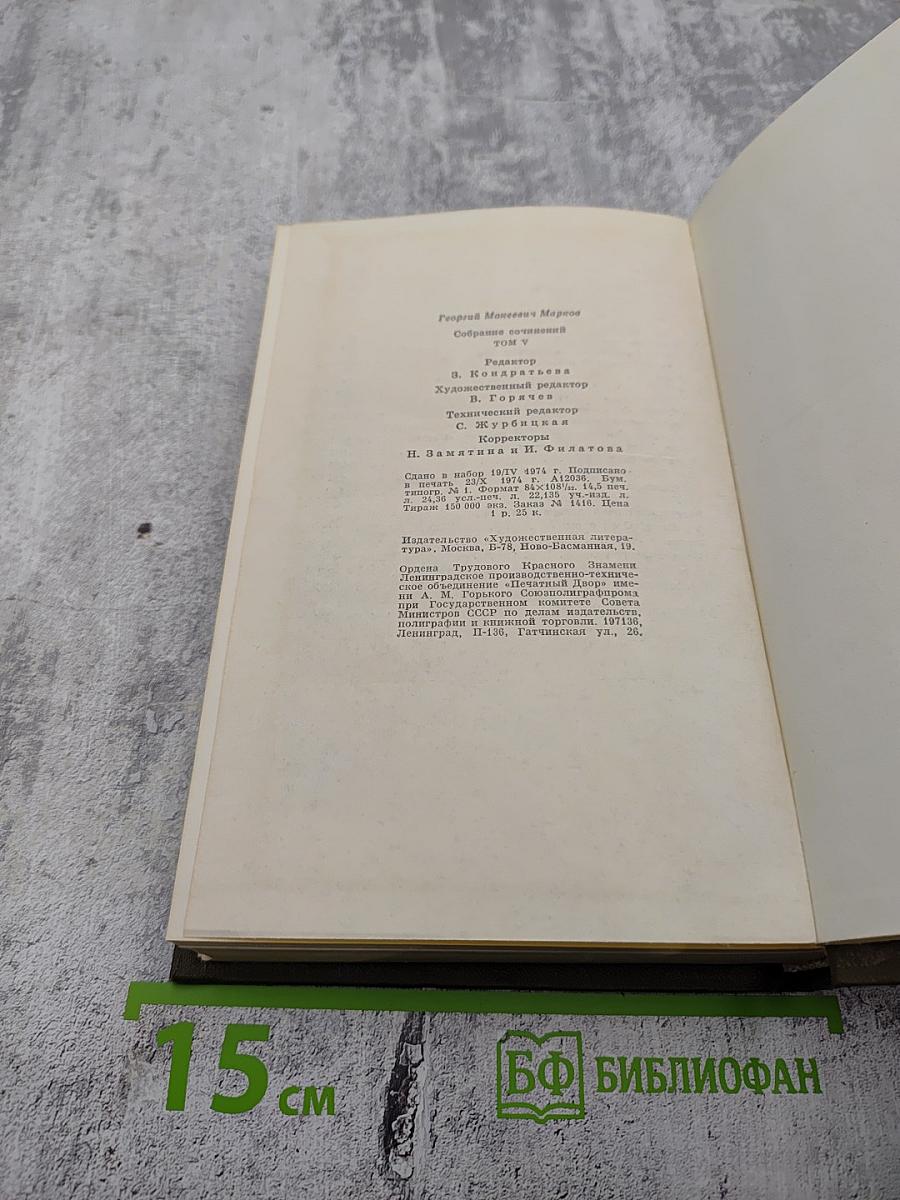 Георгий Мокеевич Марков
Собрание сочинений
ТОМ V
Редактор
З. Кондратьева
Художественный редактор
В. Горячев
Технический редактор
С. Журбицкая
Корректоры
Н. Замятина и И. Филатова
Сдано в набор 19/IV 1974 г. Подписано
в печать 23/X 1974 г. А12036. Бум.
типогр. № 1. Формат 84×108¹/₃₂. 14,5 печ.
л. 24,36 усл.-печ. л. 22,135 уч.-изд. л.
Тираж 150 000 экз. Заказ № 1416. Цена
1 р. 25 к.
Издательство «Художественная литера-
тура». Москва, Б-78, Ново-Басманная, 19.
Ордена Трудового Красного Знамени
Ленинградское производственно-техниче-
ское объединение «Печатный Двор» име-
ни А. М. Горького Союзполиграфпрома
при Государственном комитете Совета
Министров СССР по делам издательств,
полиграфии и книжной торговли. 197136,
Ленинград, П-136, Гатчинская ул., 26.
15 см
БФ БИБЛИОФАН